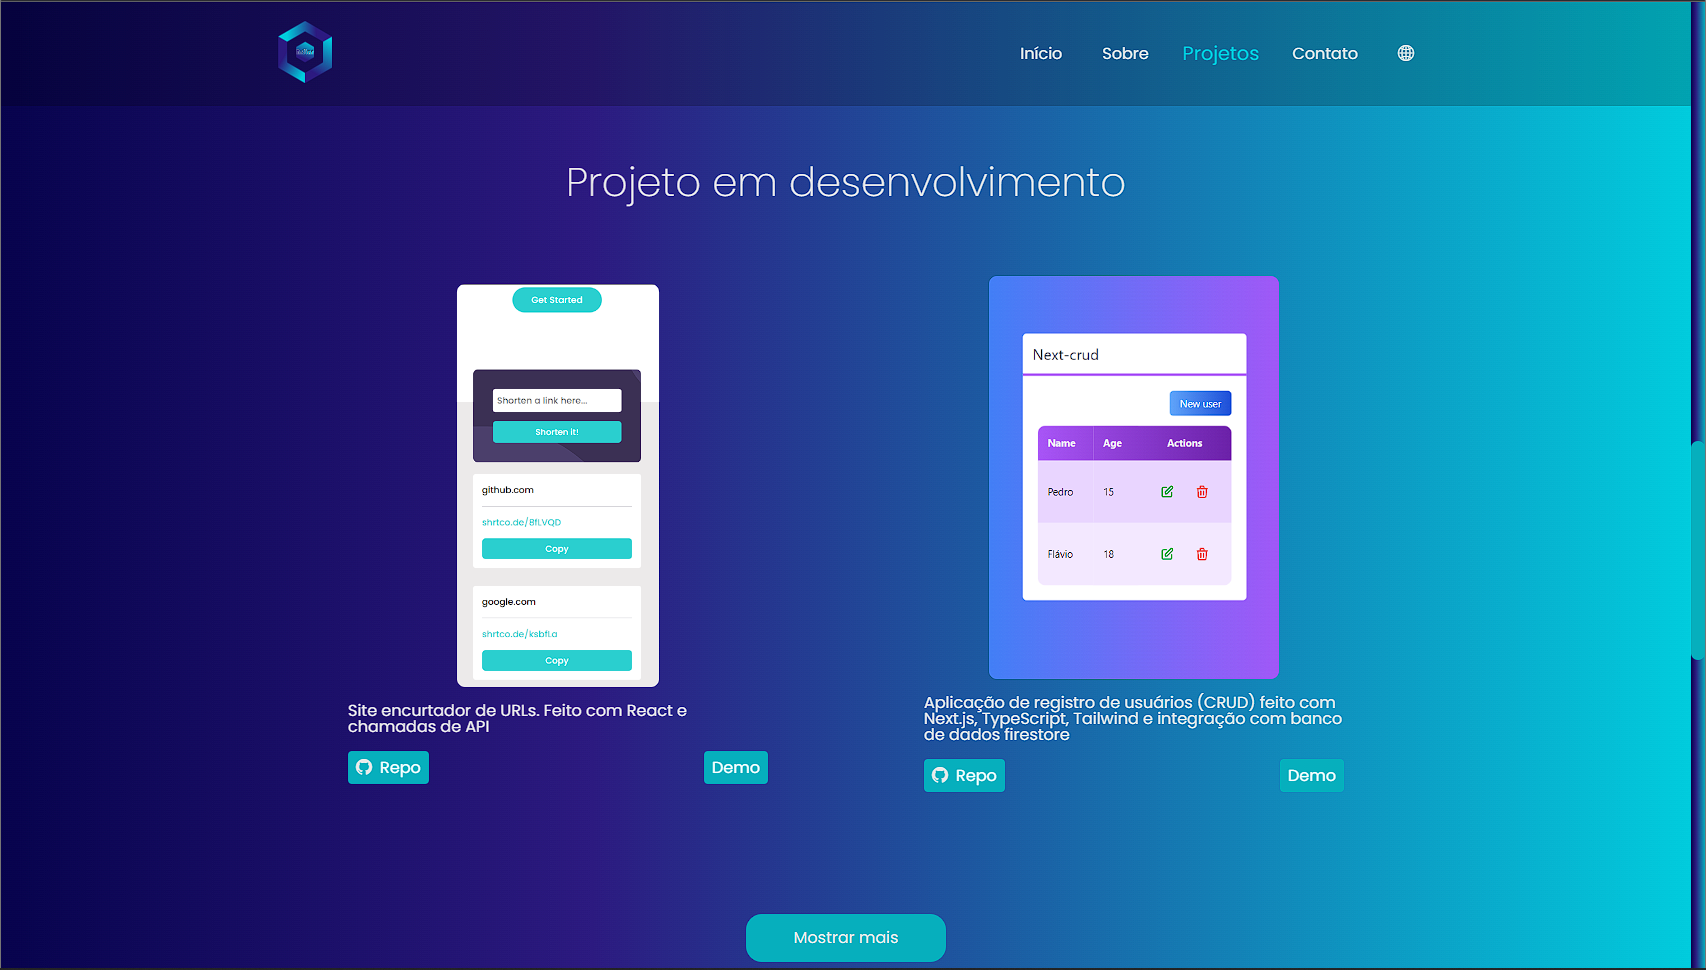 Início
Sobre
Projetos
Contato
Projeto em desenvolvimento
Get Started
Shorten a link here...
Shorten it!
github.com
shrtco.de/BfLVQD
Copy
google.com
shrtco.de/ksbfLa
Copy
Site encurtador de URLs. Feito com React e
chamadas de API
Repo
Demo
Next-crud
New user
Name Age Actions
Pedro 15
Flávio 18
Aplicação de registro de usuários (CRUD) feito com
Next.js, TypeScript, Tailwind e integração com banco
de dados firestore
Repo
Demo
Mostrar mais